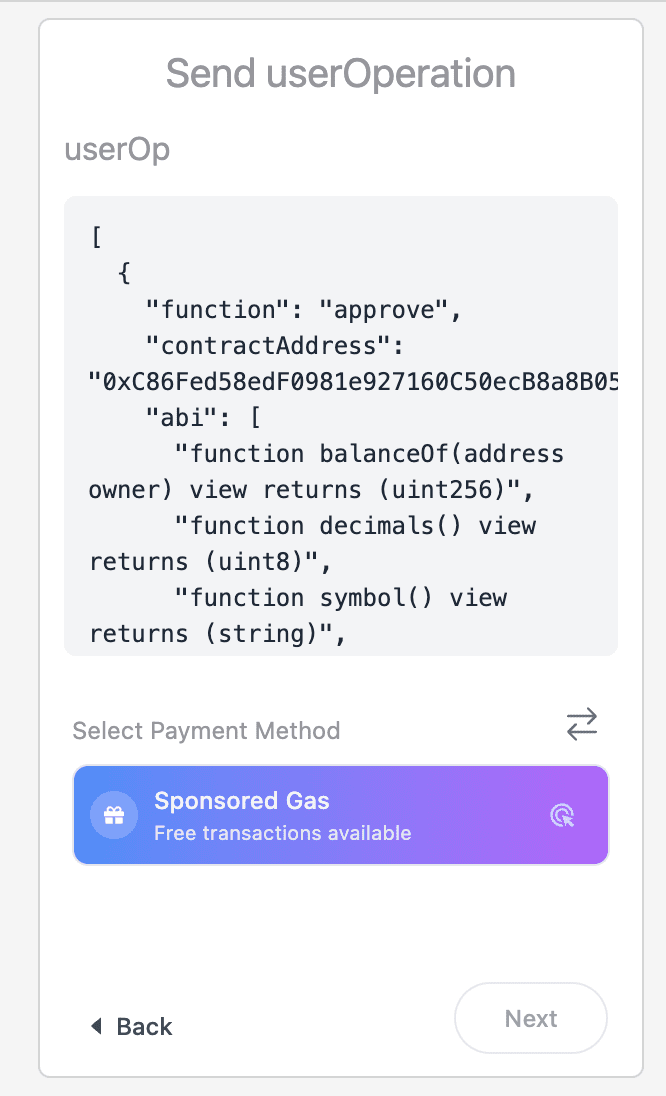 Send userOperation
userOp
[
{
"function": "approve",
"contractAddress":
"0xC86Fed58edF0981e927160C50ecB8a8B05
"abi": [
"function balanceOf(address
owner) view returns (uint256)",
"function decimals() view
returns (uint8)",
"function symbol() view
returns (string)",
Select Payment Method
Sponsored Gas
Free transactions available
Back
Next